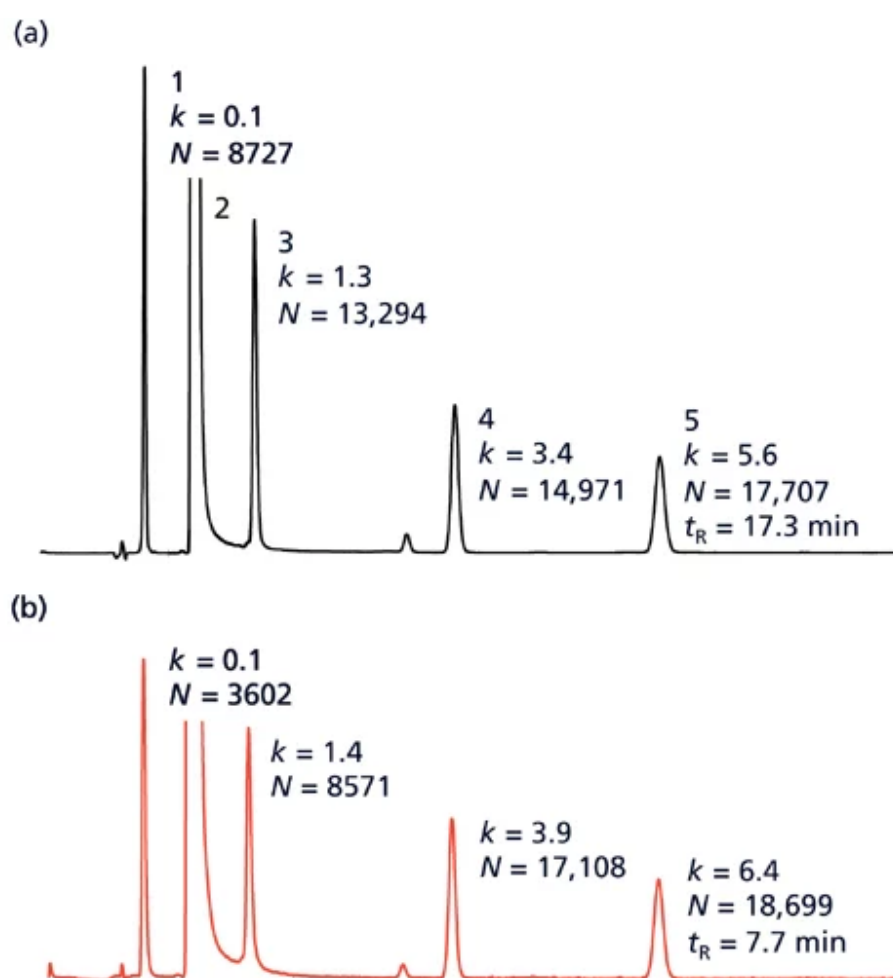 (a)
1
k = 0.1
N = 8727
2
3
k = 1.3
N = 13,294
4
k = 3.4
N = 14,971
5
k = 5.6
N = 17,707
tR = 17.3 min
(b)
k = 0.1
N = 3602
k = 1.4
N = 8571
k = 3.9
N = 17,108
k = 6.4
N = 18,699
tR = 7.7 min